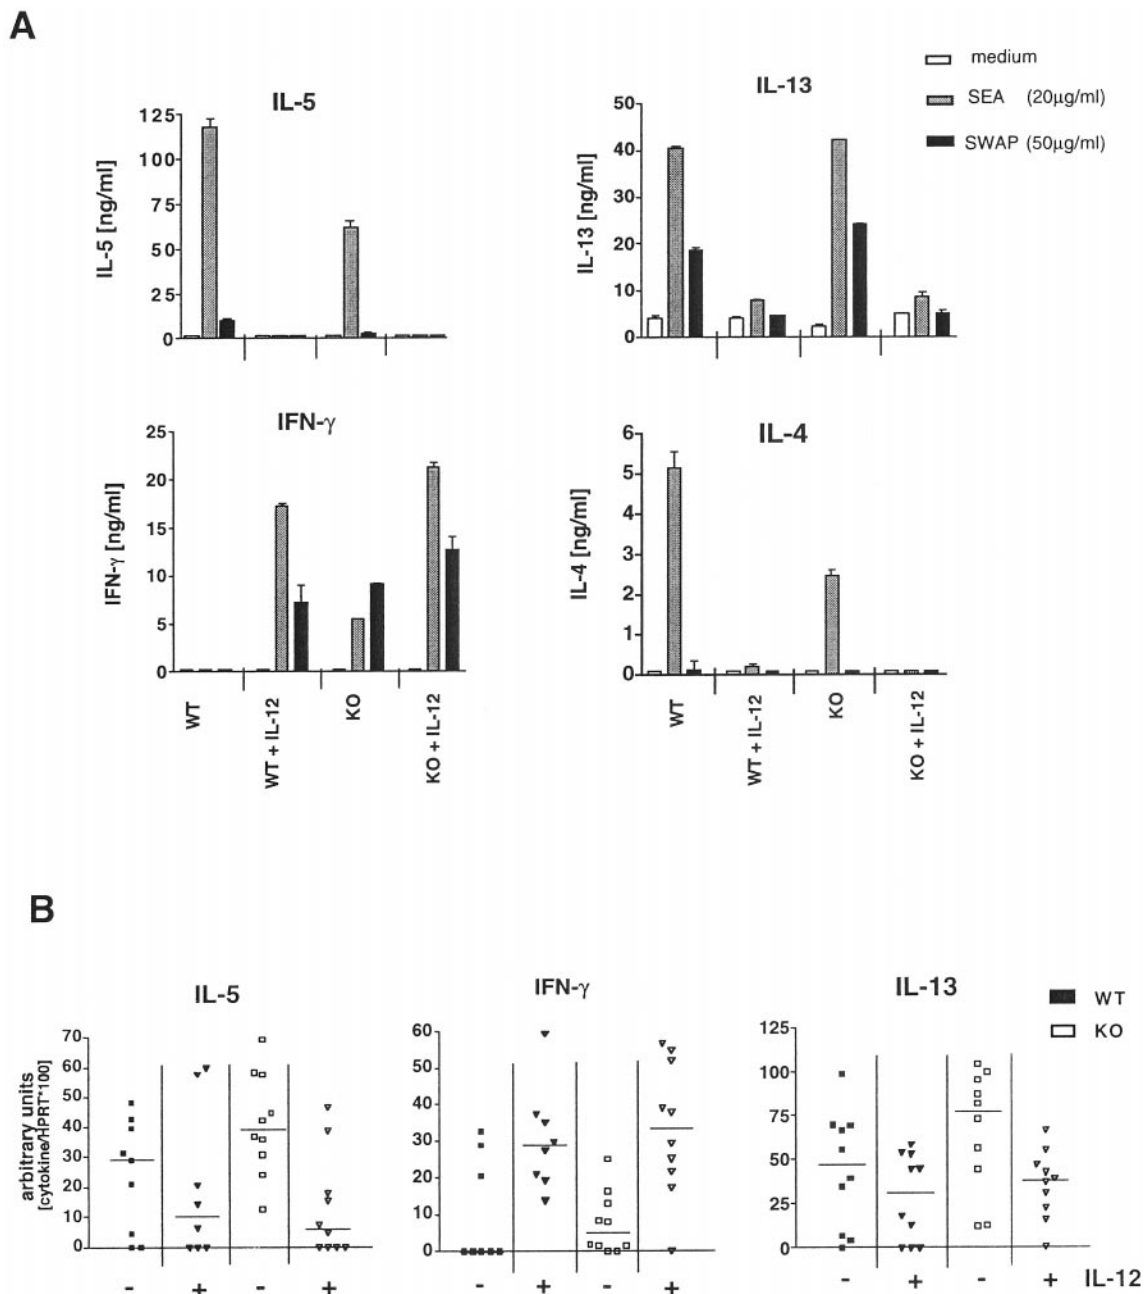 A
medium
SEA (20µg/ml)
SWAP (50µg/ml)
IL-5
IL-5 [ng/ml]
125
100
75
50
25
0
IL-13
IL-13 [ng/ml]
50
40
30
20
10
0
IFN-γ
IFN-γ [ng/ml]
25
20
15
10
5
0
WT
WT + IL-12
KO
KO + IL-12
IL-4
IL-4 [ng/ml]
6
5
4
3
2
1
0
WT
WT + IL-12
KO
KO + IL-12
B
WT
KO
IL-5
arbitrary units
[cytokine/HPRT*100]
70
60
50
40
30
20
10
0
- + - +
IFN-γ
60
50
40
30
20
10
0
- + - +
IL-13
125
100
75
50
25
0
- + - + IL-12